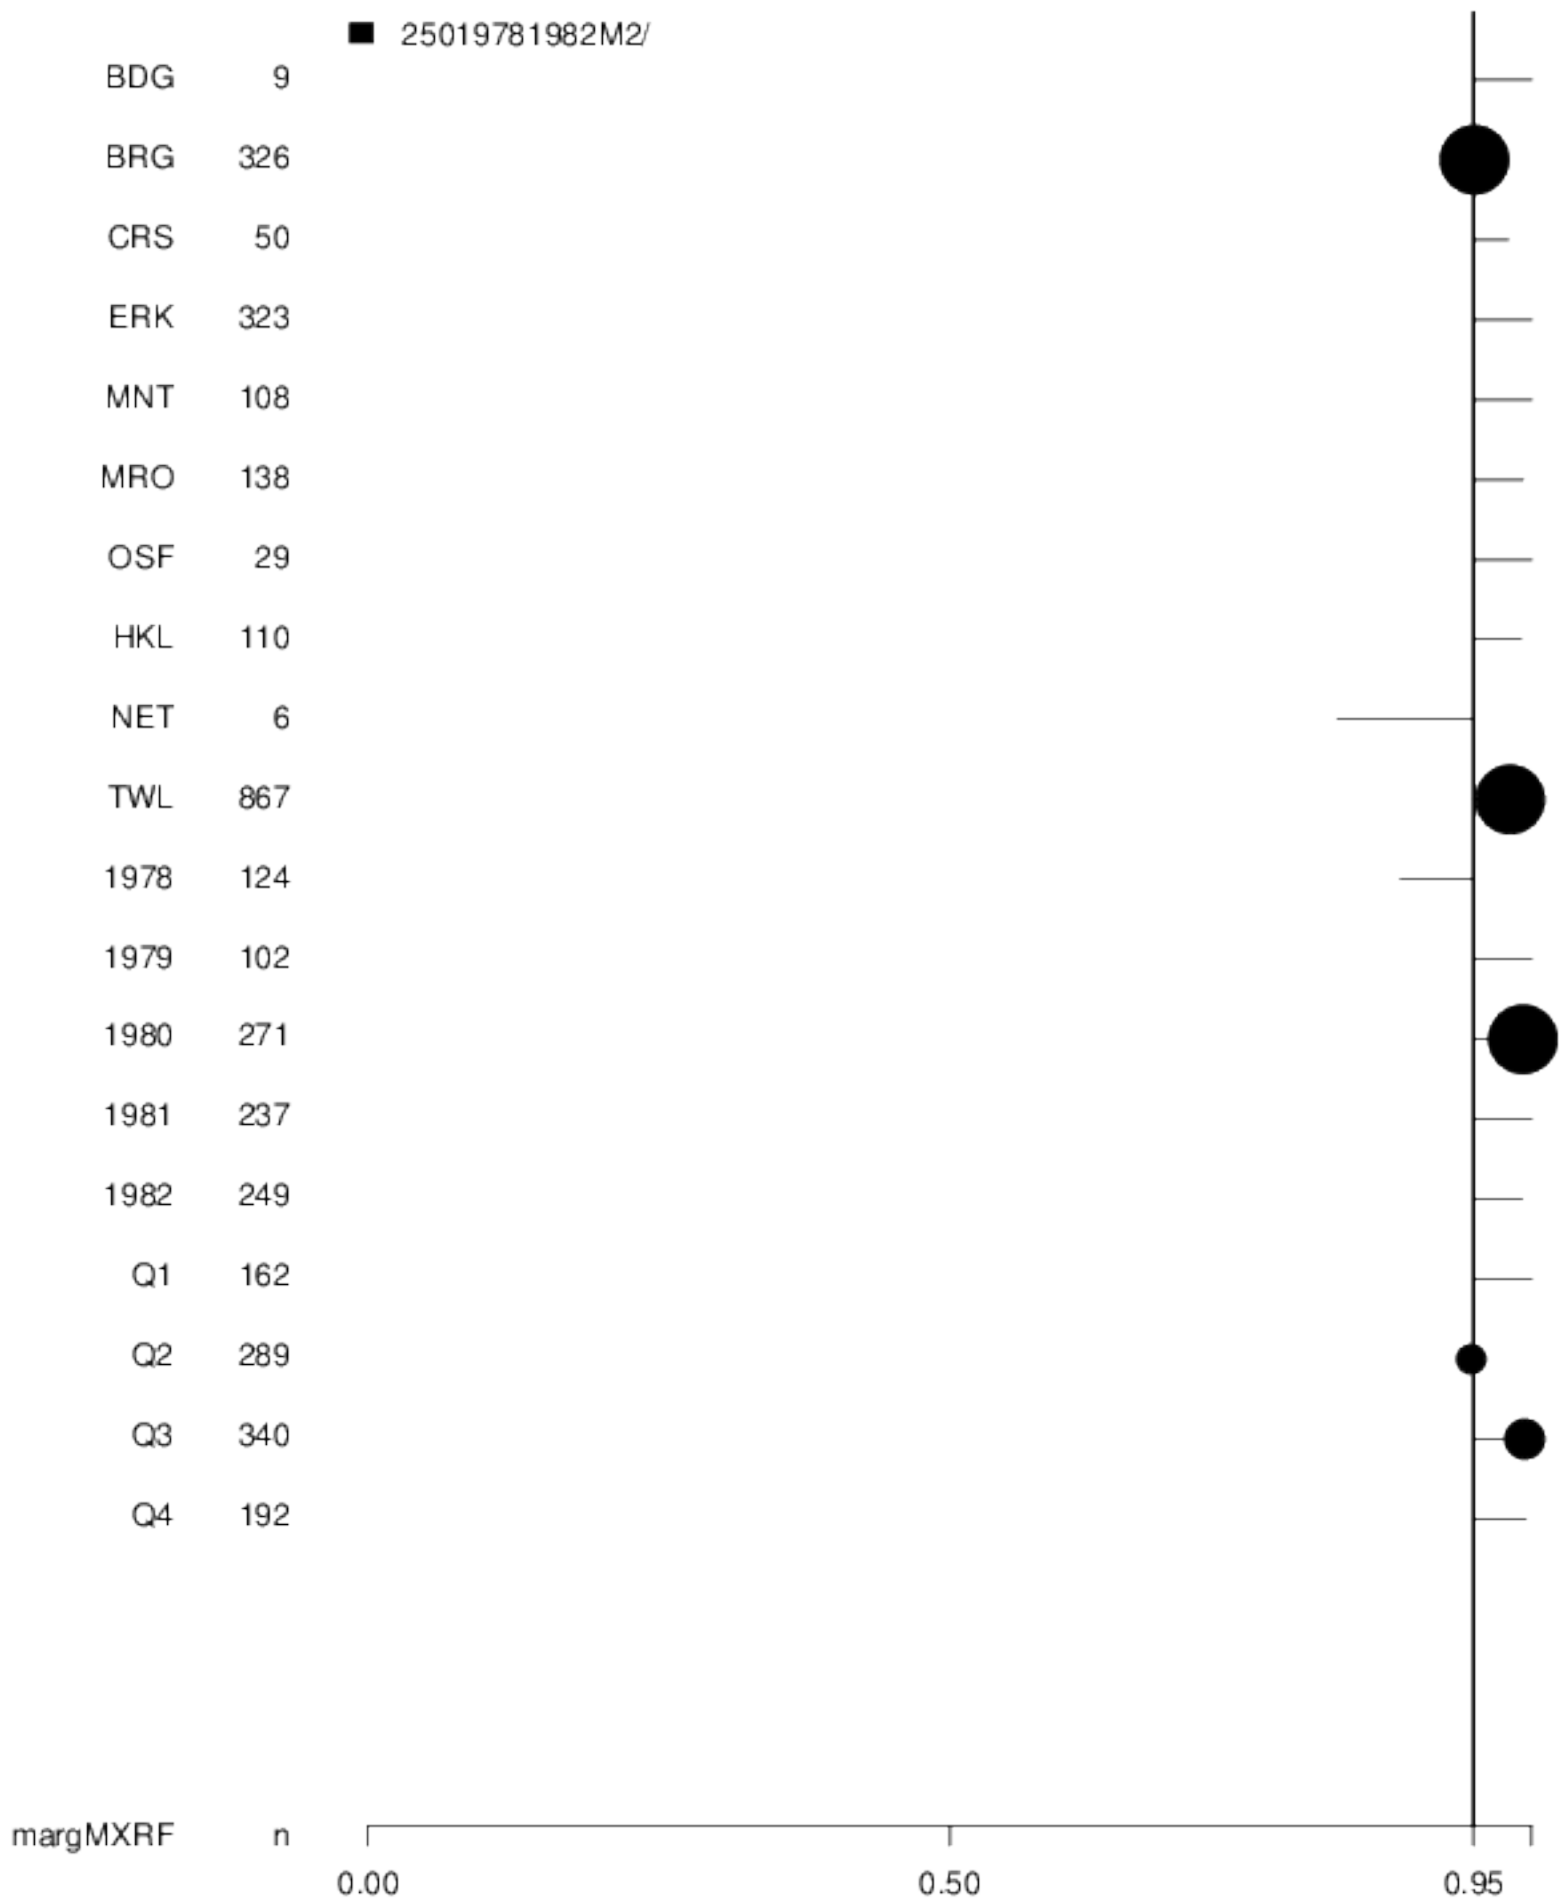 25019781982M2/
BDG 9
BRG 326
CRS 50
ERK 323
MNT 108
MRO 138
OSF 29
HKL 110
NET 6
TWL 867
1978 124
1979 102
1980 271
1981 237
1982 249
Q1 162
Q2 289
Q3 340
Q4 192
margMXRF n
0.00 0.50 0.95